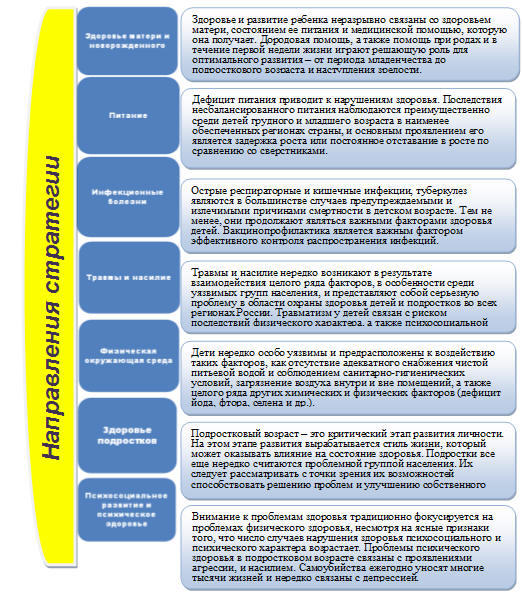 Направления стратегии
Здоровье матери и
новорожденного
Здоровье и развитие ребенка неразрывно связаны со здоровьем
матери, состоянием ее питания и медицинской помощью, которую
она получает. Дородовая помощь, а также помощь при родах и в
течение первой недели жизни играют решающую роль для
оптимального развития – от периода младенчества до
подросткового возраста и наступления зрелости.
Питание
Дефицит питания приводит к нарушениям здоровья. Последствия
несбалансированного питания наблюдаются преимущественно
среди детей грудного и младшего возраста в наименее
обеспеченных регионах страны, и основным проявлением его
является задержка роста или постоянное отставание в росте по
сравнению со сверстниками.
Инфекционные
болезни
Острые респираторные и кишечные инфекции, туберкулез
являются в большинстве случаев предупреждаемыми и
излечимыми причинами смертности в детском возрасте. Тем не
менее, они продолжают являться важными факторами здоровья
детей. Вакцинопрофилактика является важным фактором
эффективного контроля распространения инфекций.
Травмы и насилие
Травмы и насилие нередко возникают в результате
взаимодействия целого ряда факторов, в особенности среди
уязвимых групп населения, и представляют собой серьезную
проблему в области охраны здоровья детей и подростков во всех
регионах России. Травматизм у детей связан с риском
последствий физического характера, а также психосоциальной
Физическая
окружающая среда
Дети нередко особо уязвимы и предрасположены к воздействию
таких факторов, как отсутствие адекватного снабжения чистой
питьевой водой и соблюдением санитарно-гигиенических
условий, загрязнение воздуха внутри и вне помещений, а также
целого ряда других химических и физических факторов (дефицит
йода, фтора, селена и др.).
Здоровье
подростков
Подростковый возраст – это критический этап развития личности.
На этом этапе развития вырабатывается стиль жизни, который
может оказывать влияние на состояние здоровья. Подростки все
еще нередко считаются проблемной группой населения. Их
следует рассматривать с точки зрения их возможностей
способствовать решению проблем и улучшению собственного
Психосоциальное
развитие и
психическое
здоровье
Внимание к проблемам здоровья традиционно фокусируется на
проблемах физического здоровья, несмотря на ясные признаки
того, что число случаев нарушения здоровья психосоциального и
психического характера возрастает. Проблемы психического
здоровья в подростковом возрасте связаны с проявлениями
агрессии, и насилием. Самоубийства ежегодно уносят многие
тысячи жизней и нередко связаны с депрессией.